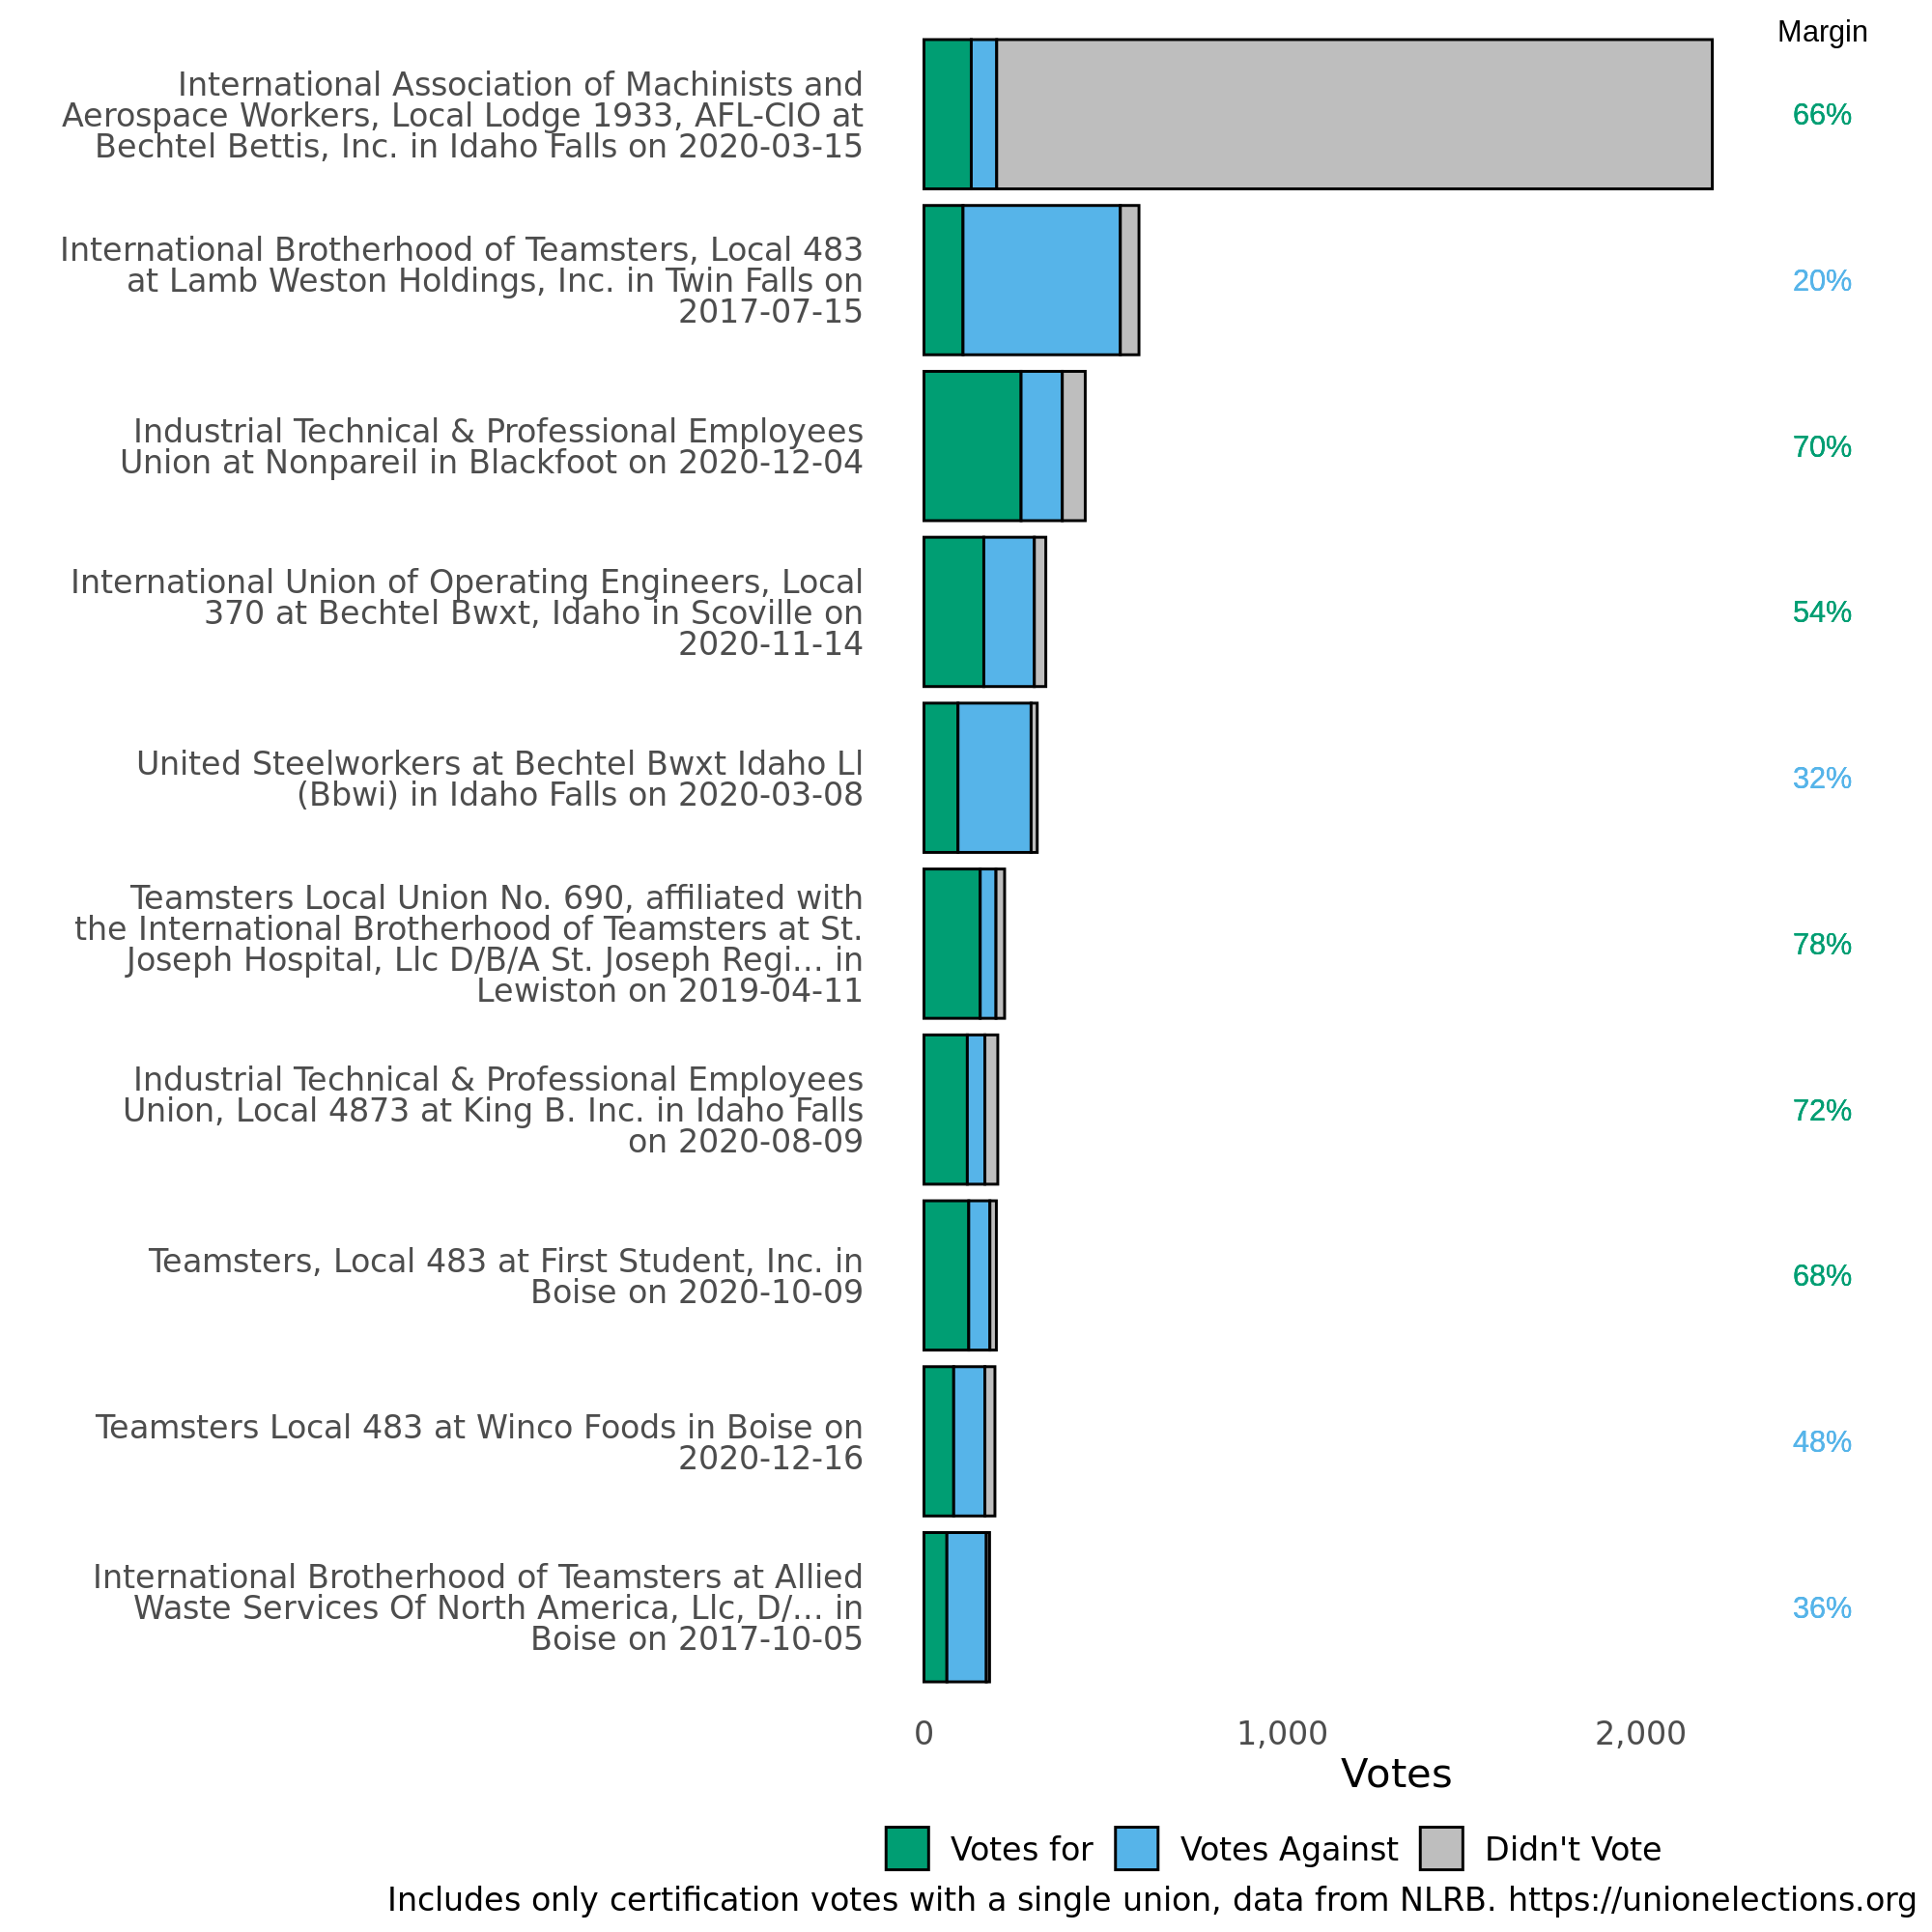 Margin
International Association of Machinists and
Aerospace Workers, Local Lodge 1933, AFL-CIO at
Bechtel Bettis, Inc. in Idaho Falls on 2020-03-15
66%
International Brotherhood of Teamsters, Local 483
at Lamb Weston Holdings, Inc. in Twin Falls on
2017-07-15
20%
Industrial Technical & Professional Employees
Union at Nonpareil in Blackfoot on 2020-12-04
70%
International Union of Operating Engineers, Local
370 at Bechtel Bwxt, Idaho in Scoville on
2020-11-14
54%
United Steelworkers at Bechtel Bwxt Idaho Ll
(Bbwi) in Idaho Falls on 2020-03-08
32%
Teamsters Local Union No. 690, affiliated with
the International Brotherhood of Teamsters at St.
Joseph Hospital, Llc D/B/A St. Joseph Regi... in
Lewiston on 2019-04-11
78%
Industrial Technical & Professional Employees
Union, Local 4873 at King B. Inc. in Idaho Falls
on 2020-08-09
72%
Teamsters, Local 483 at First Student, Inc. in
Boise on 2020-10-09
68%
Teamsters Local 483 at Winco Foods in Boise on
2020-12-16
48%
International Brotherhood of Teamsters at Allied
Waste Services Of North America, Llc, D/... in
Boise on 2017-10-05
36%
0 1,000 2,000
Votes
Votes for Votes Against Didn't Vote
Includes only certification votes with a single union, data from NLRB. https://unionelections.org